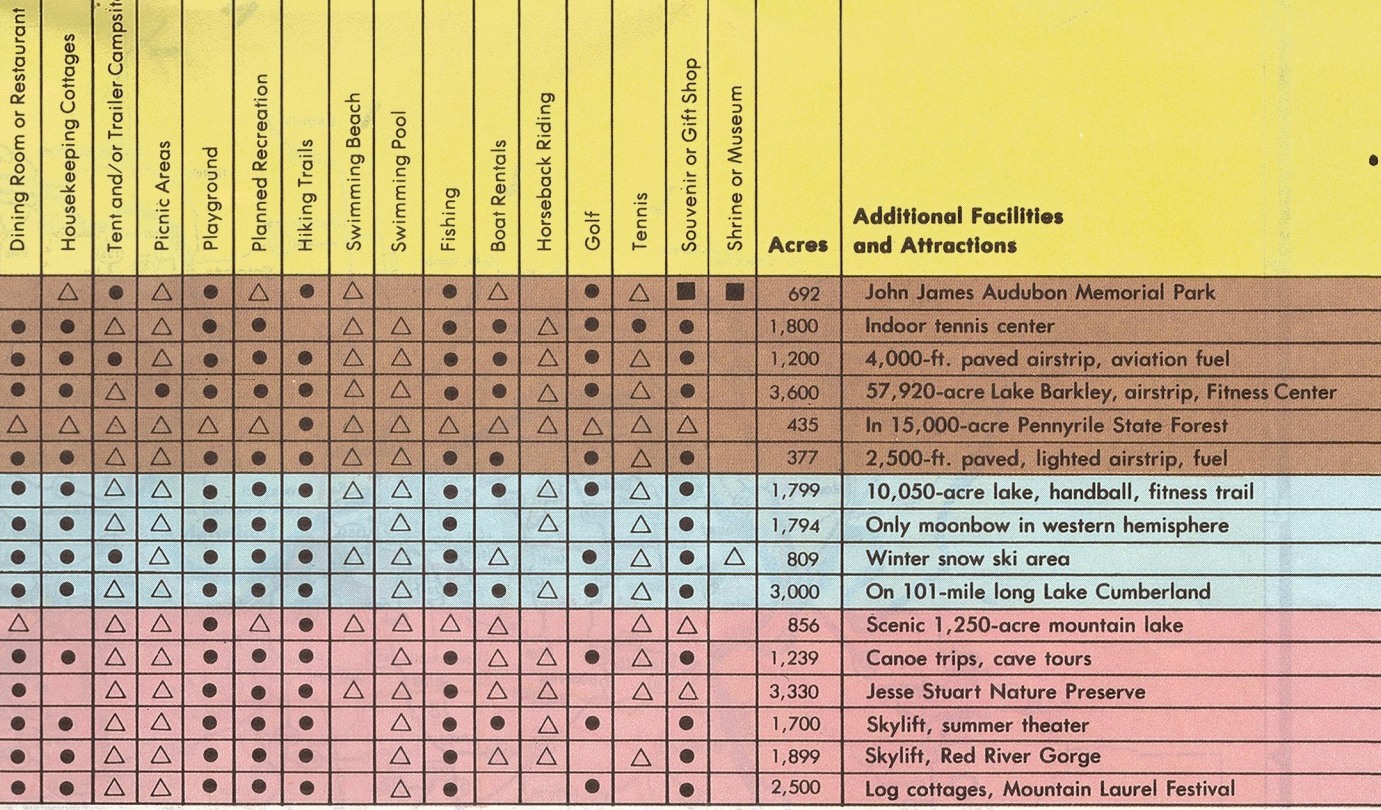 Dining Room or Restaurant
Housekeeping Cottages
Tent and/or Trailer Campsite
Picnic Areas
Playground
Planned Recreation
Hiking Trails
Swimming Beach
Swimming Pool
Fishing
Boat Rentals
Horseback Riding
Golf
Tennis
Souvenir or Gift Shop
Shrine or Museum
Acres
Additional Facilities
and Attractions
692 John James Audubon Memorial Park
1,800 Indoor tennis center
1,200 4,000-ft. paved airstrip, aviation fuel
3,600 57,920-acre Lake Barkley, airstrip, Fitness Center
435 In 15,000-acre Pennyrile State Forest
377 2,500-ft. paved, lighted airstrip, fuel
1,799 10,050-acre lake, handball, fitness trail
1,794 Only moonbow in western hemisphere
809 Winter snow ski area
3,000 On 101-mile long Lake Cumberland
856 Scenic 1,250-acre mountain lake
1,239 Canoe trips, cave tours
3,330 Jesse Stuart Nature Preserve
1,700 Skylift, summer theater
1,899 Skylift, Red River Gorge
2,500 Log cottages, Mountain Laurel Festival